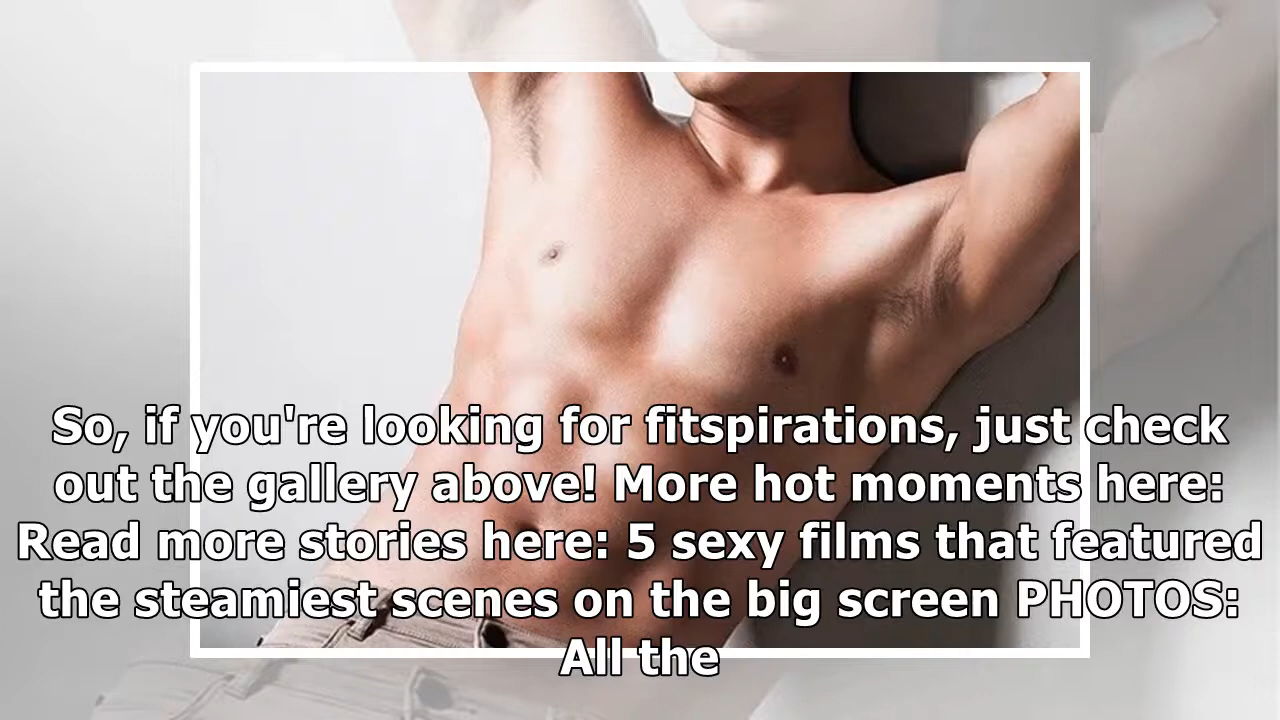 So, if you're looking for fitspirations, just check
out the gallery above! More hot moments here:
Read more stories here: 5 sexy films that featured
the steamiest scenes on the big screen PHOTOS:
All the